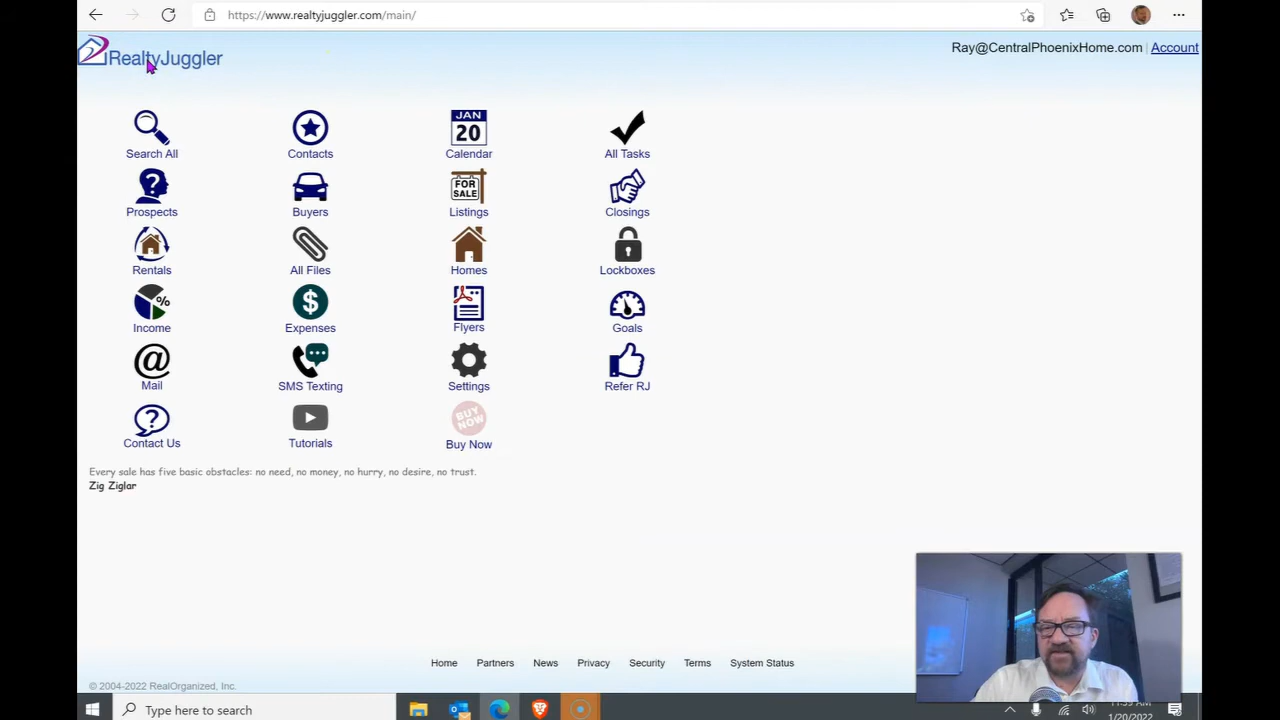 https://www.realtyjuggler.com/main/
RealtyJuggler
Ray@CentralPhoenixHome.com | Account
JAN
20
Search All
Contacts
Calendar
All Tasks
?
FOR
SALE
Prospects
Buyers
Listings
Closings
Rentals
All Files
Homes
Lockboxes
%
$
Income
Expenses
Flyers
Goals
@
Mail
SMS Texting
Settings
Refer RJ
?
BUY
NOW
Contact Us
Tutorials
Buy Now
Every sale has five basic obstacles: no need, no money, no hurry, no desire, no trust.
Zig Ziglar
Home Partners News Privacy Security Terms System Status
© 2004-2022 RealOrganized, Inc.
Type here to search
11:59 AM
1/20/2022